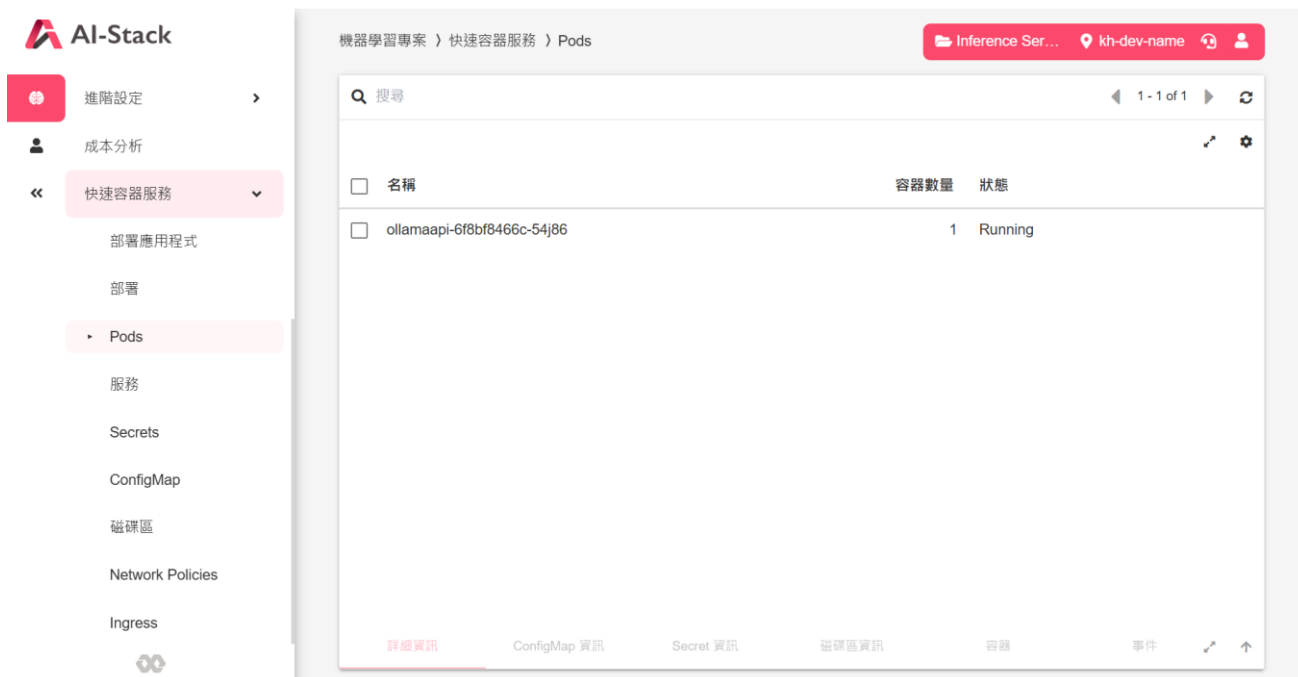 AI-Stack
進階設定
成本分析
快速容器服務
部署應用程式
部署
Pods
服務
Secrets
ConfigMap
磁碟區
Network Policies
Ingress
機器學習專案 ❭ 快速容器服務 ❭ Pods
Inference Ser... kh-dev-name
搜尋
1 - 1 of 1
名稱 容器數量 狀態
ollamaapi-6f8bf8466c-54j86 1 Running
詳細資訊 ConfigMap 資訊 Secret 資訊 磁碟區資訊 容器 事件